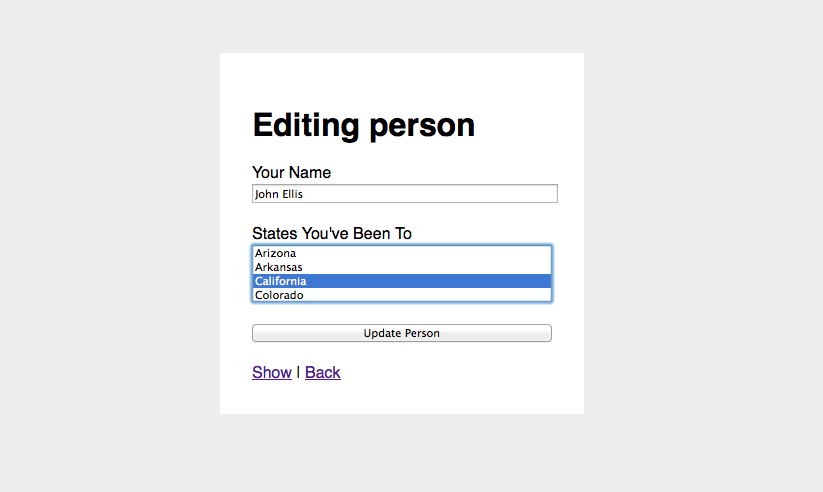 Editing person
Your Name
John Ellis
States You've Been To
Arizona
Arkansas
California
Colorado
Update Person
Show | Back